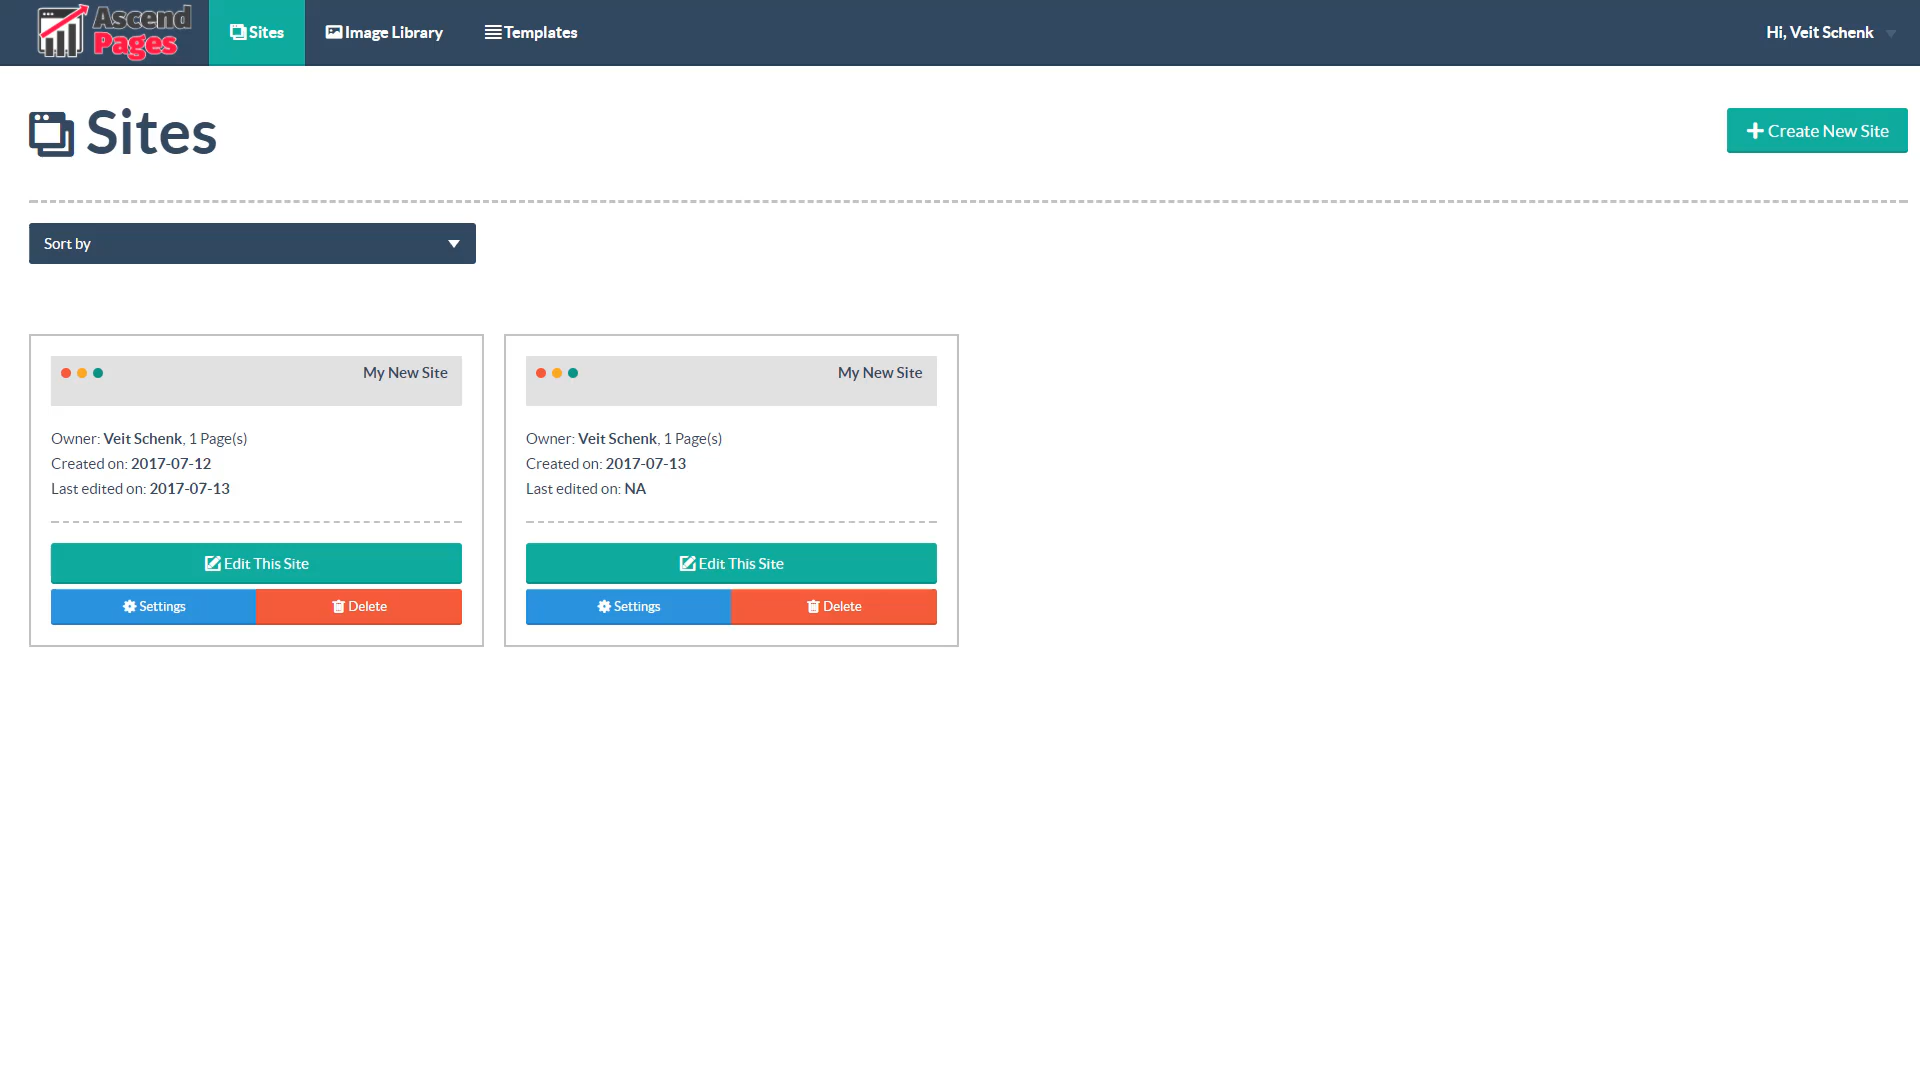 Ascend
Pages
Sites
Image Library
Templates
Hi, Veit Schenk
Sites
Create New Site
Sort by
My New Site
Owner: Veit Schenk, 1 Page(s)
Created on: 2017-07-12
Last edited on: 2017-07-13
Edit This Site
Settings
Delete
My New Site
Owner: Veit Schenk, 1 Page(s)
Created on: 2017-07-13
Last edited on: NA
Edit This Site
Settings
Delete